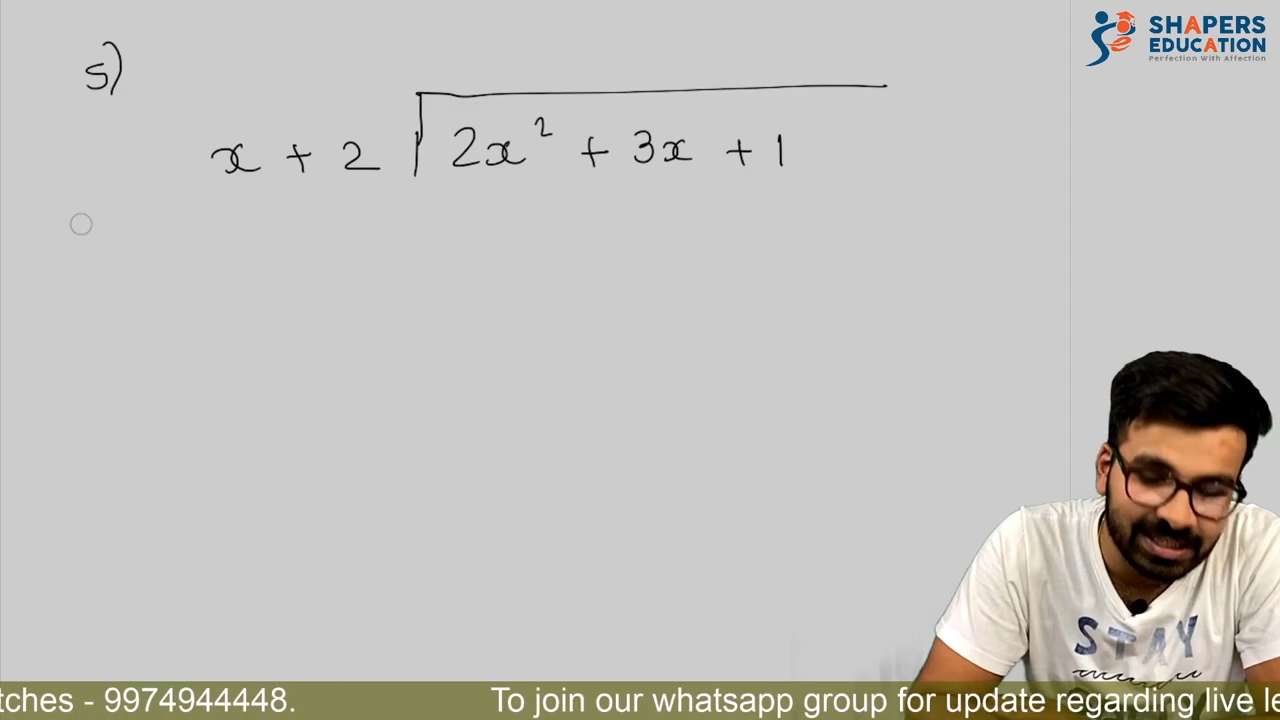 5)
SHAPERS
EDUCATION
Perfection With Affection
x + 2 2x² + 3x + 1
STAY
tches - 9974944448. To join our whatsapp group for update regarding live le